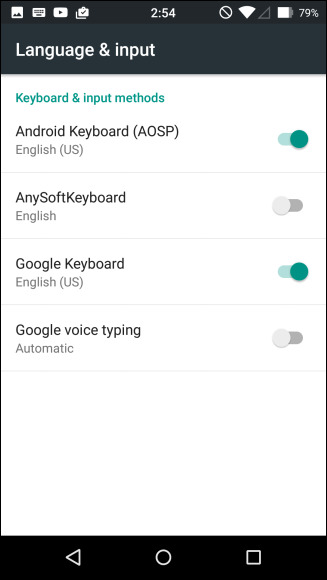 2:54 79%
Language & input
Keyboard & input methods
Android Keyboard (AOSP)
English (US)
AnySoftKeyboard
English
Google Keyboard
English (US)
Google voice typing
Automatic